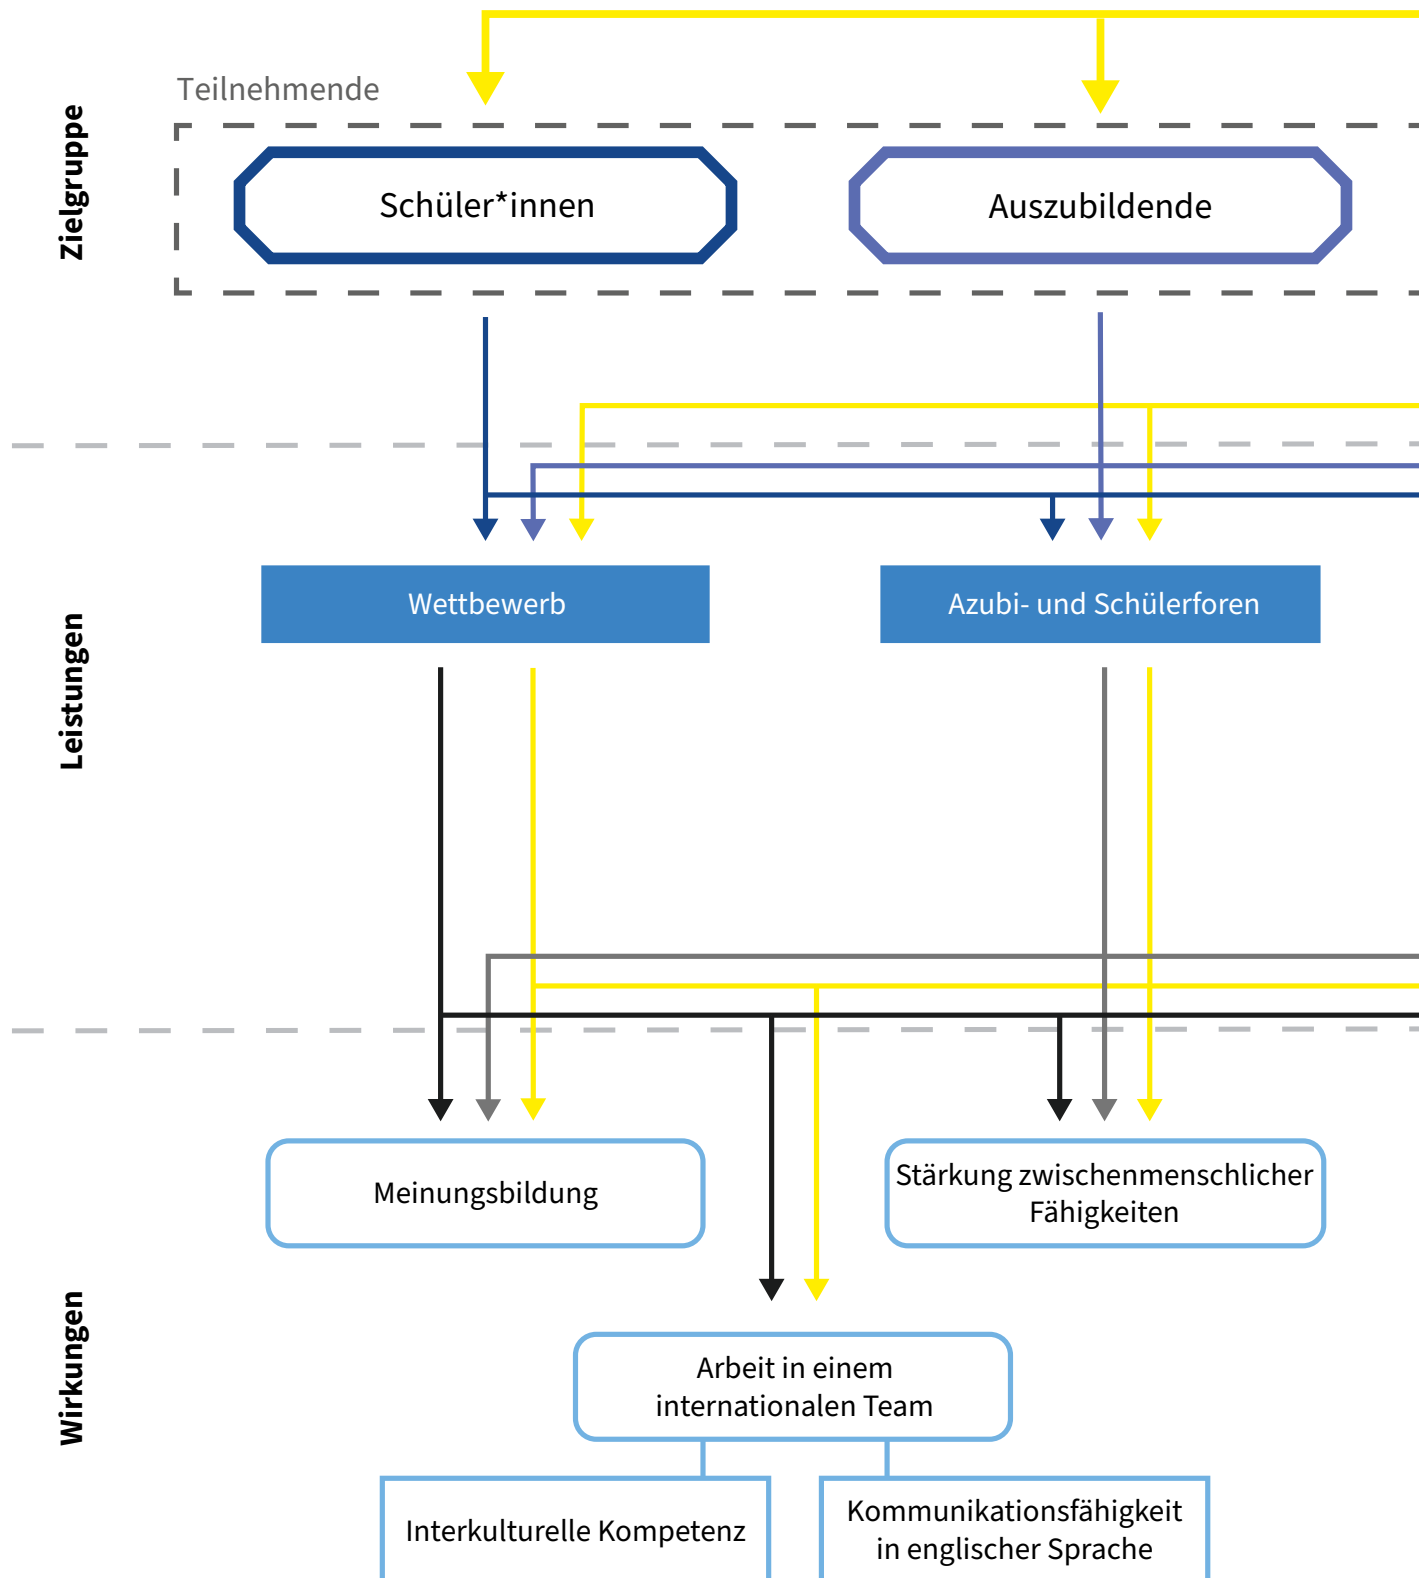 Zielgruppe
Teilnehmende
Schüler*innen
Auszubildende
Leistungen
Wettbewerb
Azubi- und Schülerforen
Wirkungen
Meinungsbildung
Stärkung zwischenmenschlicher
Fähigkeiten
Arbeit in einem
internationalen Team
Interkulturelle Kompetenz
Kommunikationsfähigkeit
in englischer Sprache